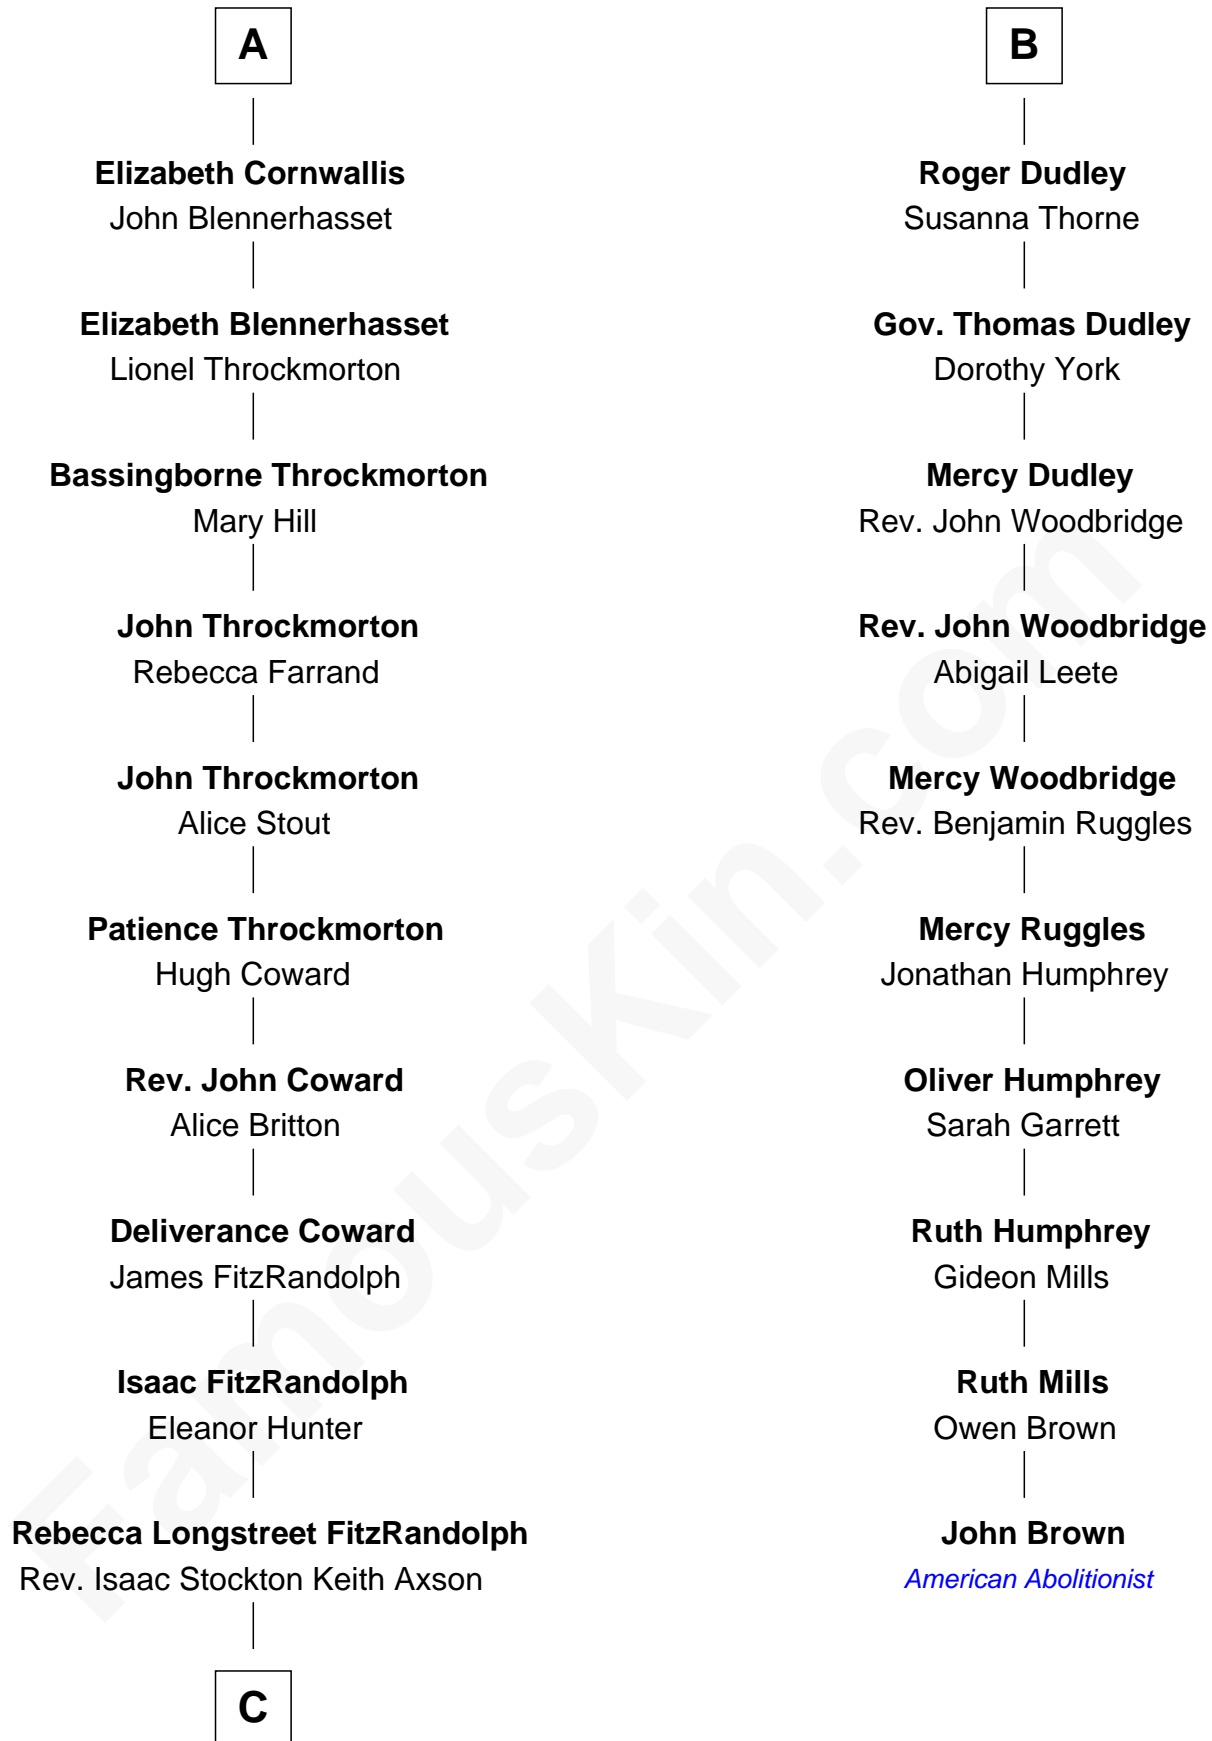 A
Elizabeth Cornwallis
John Blennerhasset
Elizabeth Blennerhasset
Lionel Throckmorton
Bassingborne Throckmorton
Mary Hill
John Throckmorton
Rebecca Farrand
John Throckmorton
Alice Stout
Patience Throckmorton
Hugh Coward
Rev. John Coward
Alice Britton
Deliverance Coward
James FitzRandolph
Isaac FitzRandolph
Eleanor Hunter
Rebecca Longstreet FitzRandolph
Rev. Isaac Stockton Keith Axson
C
B
Roger Dudley
Susanna Thorne
Gov. Thomas Dudley
Dorothy York
Mercy Dudley
Rev. John Woodbridge
Rev. John Woodbridge
Abigail Leete
Mercy Woodbridge
Rev. Benjamin Ruggles
Mercy Ruggles
Jonathan Humphrey
Oliver Humphrey
Sarah Garrett
Ruth Humphrey
Gideon Mills
Ruth Mills
Owen Brown
John Brown
American Abolitionist
FamousKin.com